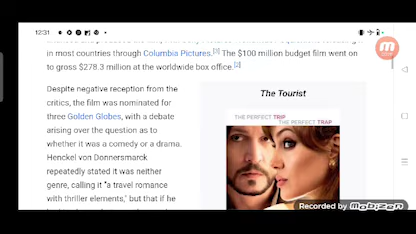 12:31
in most countries through Columbia Pictures.[3] The $100 million budget film went on
to gross $278.3 million at the worldwide box office.[2]
Despite negative reception from the
critics, the film was nominated for
three Golden Globes, with a debate
arising over the question as to
whether it was a comedy or a drama.
Henckel von Donnersmarck
repeatedly stated it was neither
genre, calling it "a travel romance
with thriller elements," but that if he
The Tourist
THE PERFECT TRIP
THE PERFECT TRAP
Recorded by Mobizen